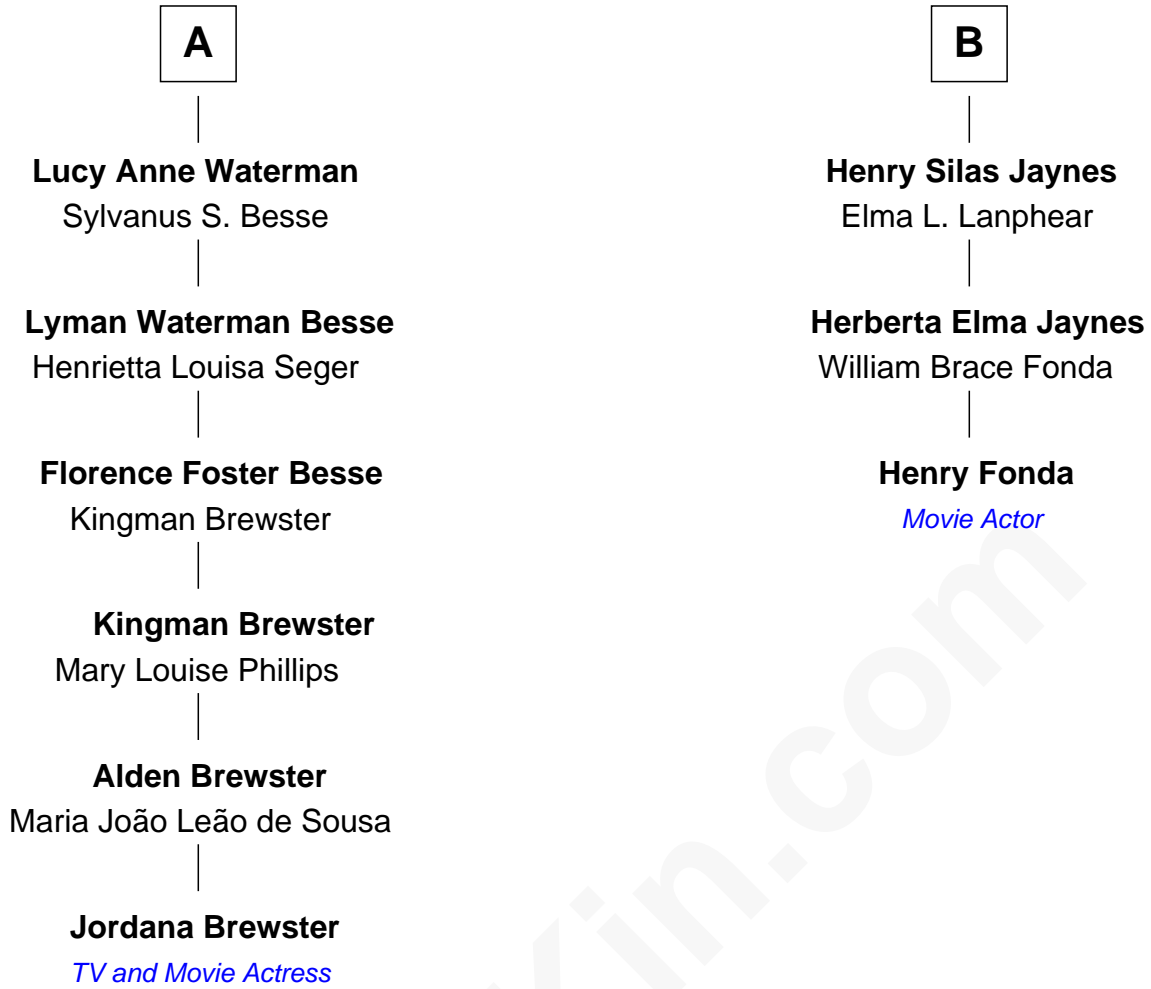 A
Lucy Anne Waterman
Sylvanus S. Besse
Lyman Waterman Besse
Henrietta Louisa Seger
Florence Foster Besse
Kingman Brewster
Kingman Brewster
Mary Louise Phillips
Alden Brewster
Maria João Leão de Sousa
Jordana Brewster
TV and Movie Actress
B
Henry Silas Jaynes
Elma L. Lanphear
Herberta Elma Jaynes
William Brace Fonda
Henry Fonda
Movie Actor
Kin.com